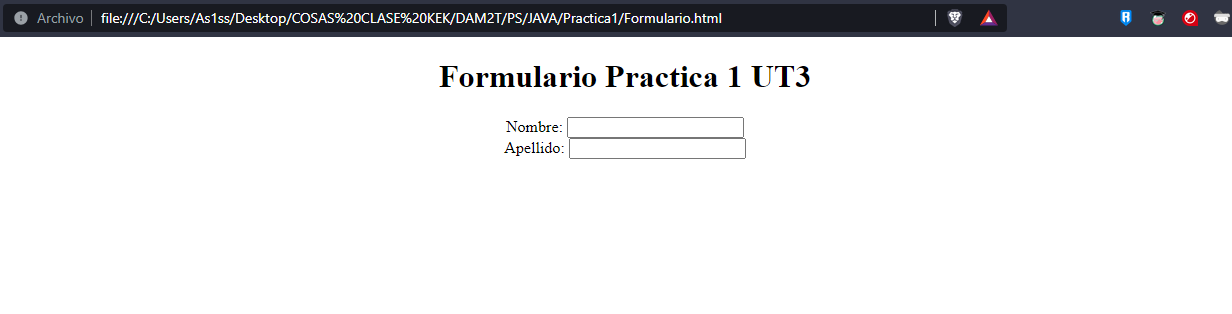 Archivo file:///C:/Users/As1ss/Desktop/COSAS%20CLASE%20KEK/DAM2T/PS/JAVA/Practica1/Formulario.html
Formulario Practica 1 UT3
Nombre:
Apellido: